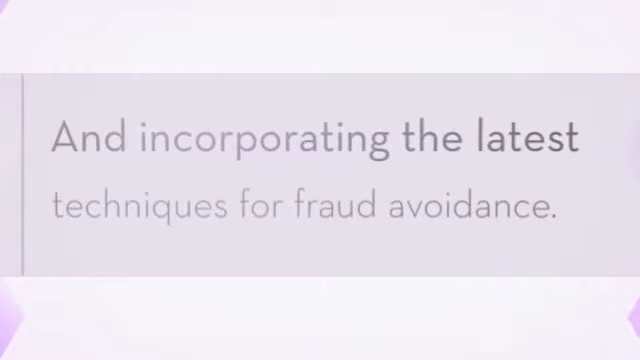 And incorporating the latest
techniques for fraud avoidance.